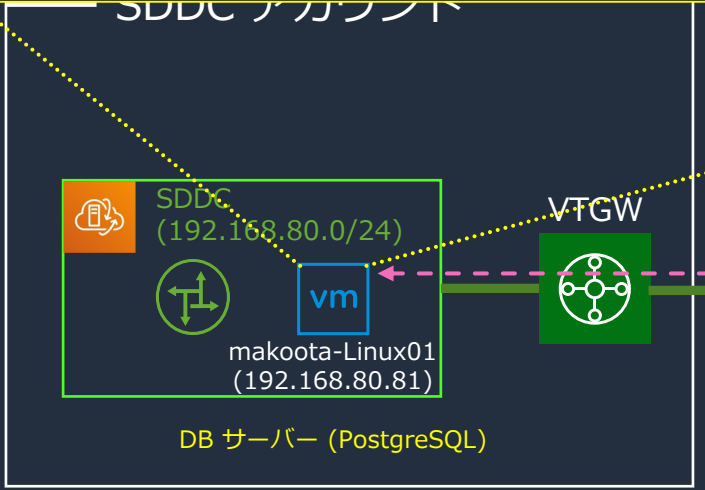 SDDC アカウント
SDDC
(192.168.80.0/24)
VTGW
vm
makoota-Linux01
(192.168.80.81)
DB サーバー (PostgreSQL)